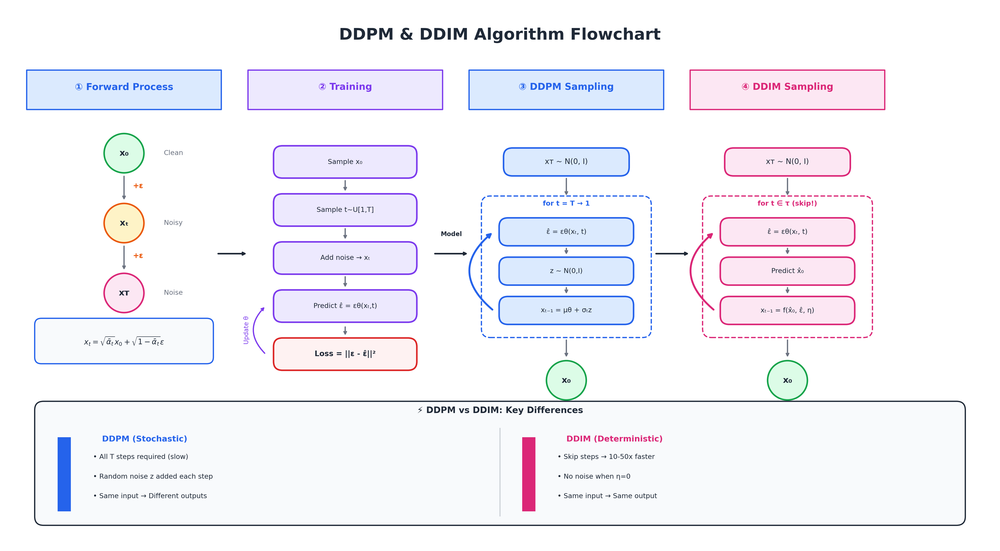 DDPM & DDIM Algorithm Flowchart
① Forward Process
② Training
③ DDPM Sampling
④ DDIM Sampling
x₀
Clean
+ε
xₜ
Noisy
+ε
xᴛ
Noise
x_t = √ᾱ_t x_0 + √1 − ᾱ_t ε
Sample x₀
Sample t~U[1,T]
Add noise → xₜ
Predict ε̂ = εθ(xₜ,t)
Update θ
Loss = ||ε - ε̂||²
Model
xᴛ ~ N(0, I)
for t = T → 1
ε̂ = εθ(xₜ, t)
z ~ N(0,I)
xₜ₋₁ = μθ + σₜz
x₀
xᴛ ~ N(0, I)
for t ∈ τ (skip!)
ε̂ = εθ(xₜ, t)
Predict x̂₀
xₜ₋₁ = f(x̂₀, ε̂, η)
x₀
⚡ DDPM vs DDIM: Key Differences
DDPM (Stochastic)
• All T steps required (slow)
• Random noise z added each step
• Same input → Different outputs
DDIM (Deterministic)
• Skip steps → 10-50x faster
• No noise when η=0
• Same input → Same output